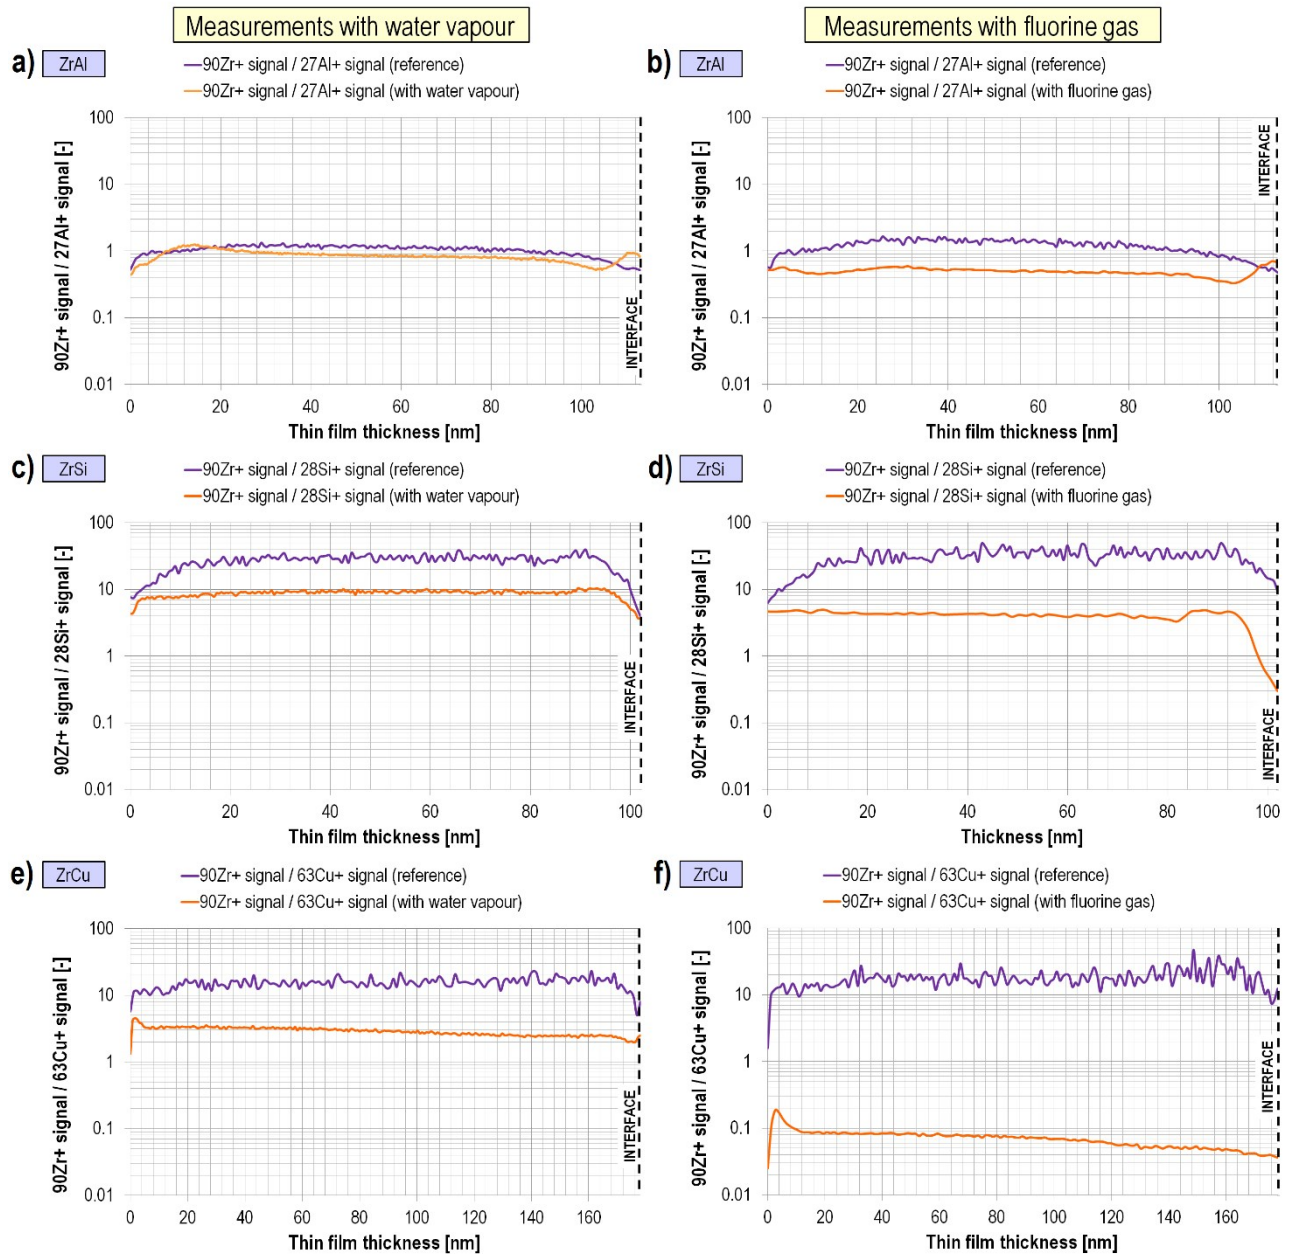 Measurements with water vapour
Measurements with fluorine gas
a) ZrAl
90Zr+ signal / 27Al+ signal (reference)
90Zr+ signal / 27Al+ signal (with water vapour)
90Zr+ signal / 27Al+ signal [-]
100
10
1
0.1
0.01
INTERFACE
0 20 40 60 80 100
Thin film thickness [nm]
b) ZrAl
90Zr+ signal / 27Al+ signal (reference)
90Zr+ signal / 27Al+ signal (with fluorine gas)
90Zr+ signal / 27Al+ signal [-]
100
10
1
0.1
0.01
INTERFACE
0 20 40 60 80 100
Thin film thickness [nm]
c) ZrSi
90Zr+ signal / 28Si+ signal (reference)
90Zr+ signal / 28Si+ signal (with water vapour)
90Zr+ signal / 28Si+ signal [-]
100
10
1
0.1
0.01
INTERFACE
0 20 40 60 80 100
Thin film thickness [nm]
d) ZrSi
90Zr+ signal / 28Si+ signal (reference)
90Zr+ signal / 28Si+ signal (with fluorine gas)
90Zr+ signal / 28Si+ signal [-]
100
10
1
0.1
0.01
INTERFACE
0 20 40 60 80 100
Thickness [nm]
e) ZrCu
90Zr+ signal / 63Cu+ signal (reference)
90Zr+ signal / 63Cu+ signal (with water vapour)
90Zr+ signal / 63Cu+ signal [-]
100
10
1
0.1
0.01
INTERFACE
0 20 40 60 80 100 120 140 160
Thin film thickness [nm]
f) ZrCu
90Zr+ signal / 63Cu+ signal (reference)
90Zr+ signal / 63Cu+ signal (with fluorine gas)
90Zr+ signal / 63Cu+ signal [-]
100
10
1
0.1
0.01
INTERFACE
0 20 40 60 80 100 120 140 160
Thin film thickness [nm]